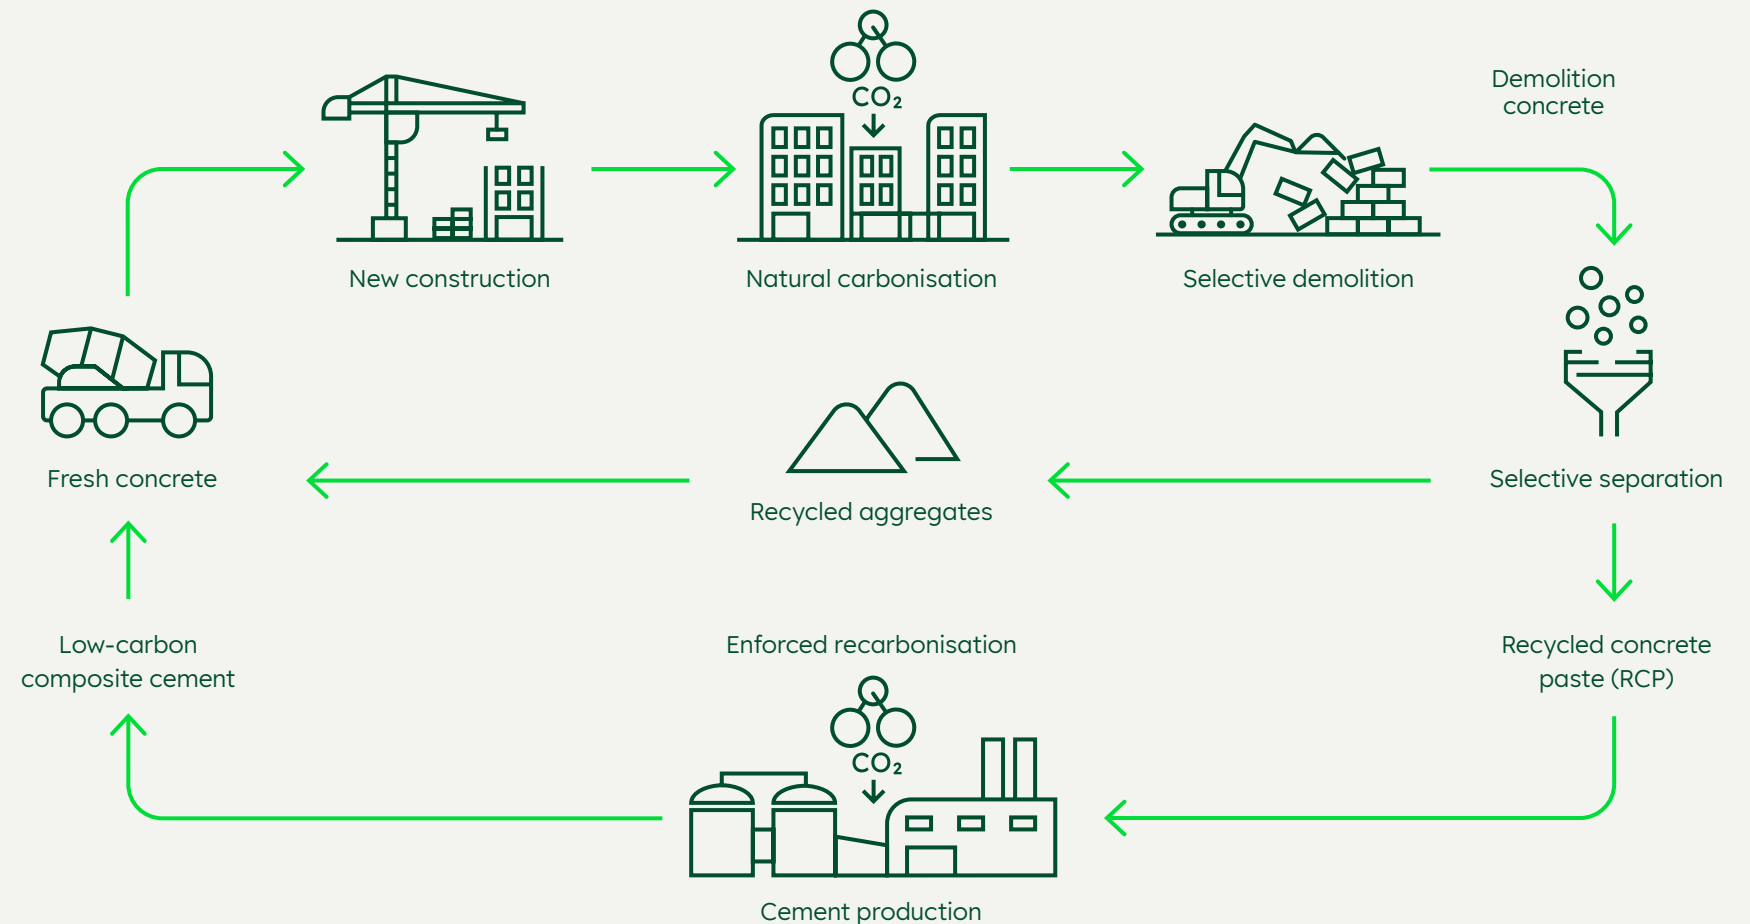 CO₂
Demolition
concrete
New construction
Natural carbonisation
Selective demolition
Fresh concrete
Recycled aggregates
Selective separation
Low-carbon
composite cement
Enforced recarbonisation
CO₂
Recycled concrete
paste (RCP)
Cement production